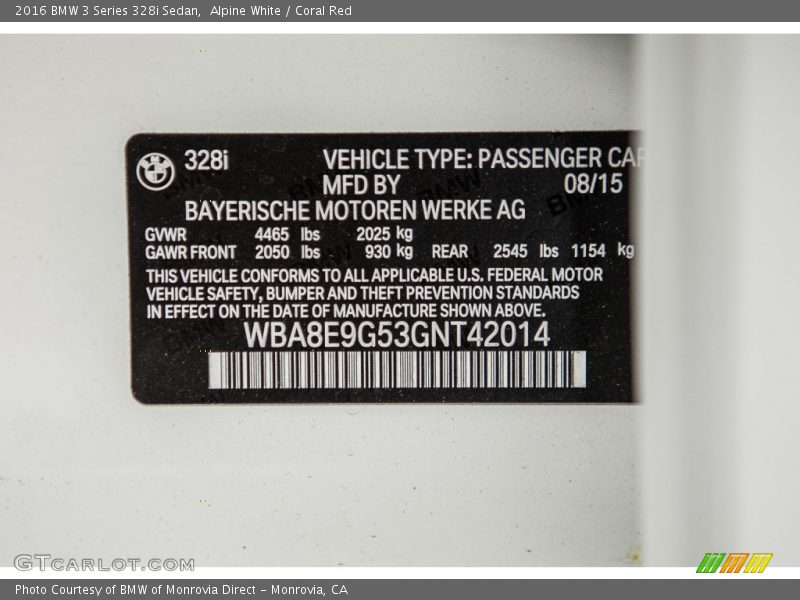 2016 BMW 3 Series 328i Sedan,  Alpine White / Coral Red
328i VEHICLE TYPE: PASSENGER CAR
MFD BY 08/15
BAYERISCHE MOTOREN WERKE AG
GVWR 4465 lbs 2025 kg
GAWR FRONT 2050 lbs 930 kg REAR 2545 lbs 1154 kg
THIS VEHICLE CONFORMS TO ALL APPLICABLE U.S. FEDERAL MOTOR
VEHICLE SAFETY, BUMPER AND THEFT PREVENTION STANDARDS
IN EFFECT ON THE DATE OF MANUFACTURE SHOWN ABOVE.
WBA8E9G53GNT42014
GTCARLOT.COM
Photo Courtesy of BMW of Monrovia Direct - Monrovia, CA